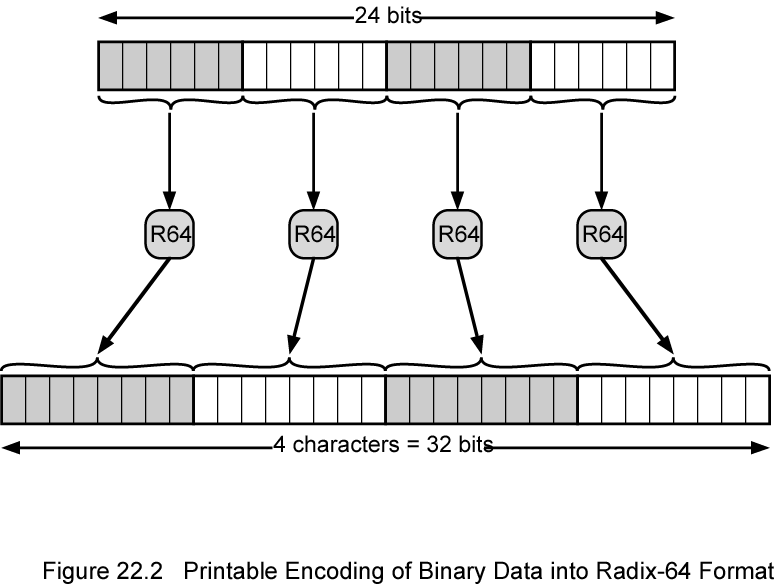 24 bits
R64 R64 R64 R64
4 characters = 32 bits
Figure 22.2 Printable Encoding of Binary Data into Radix-64 Format